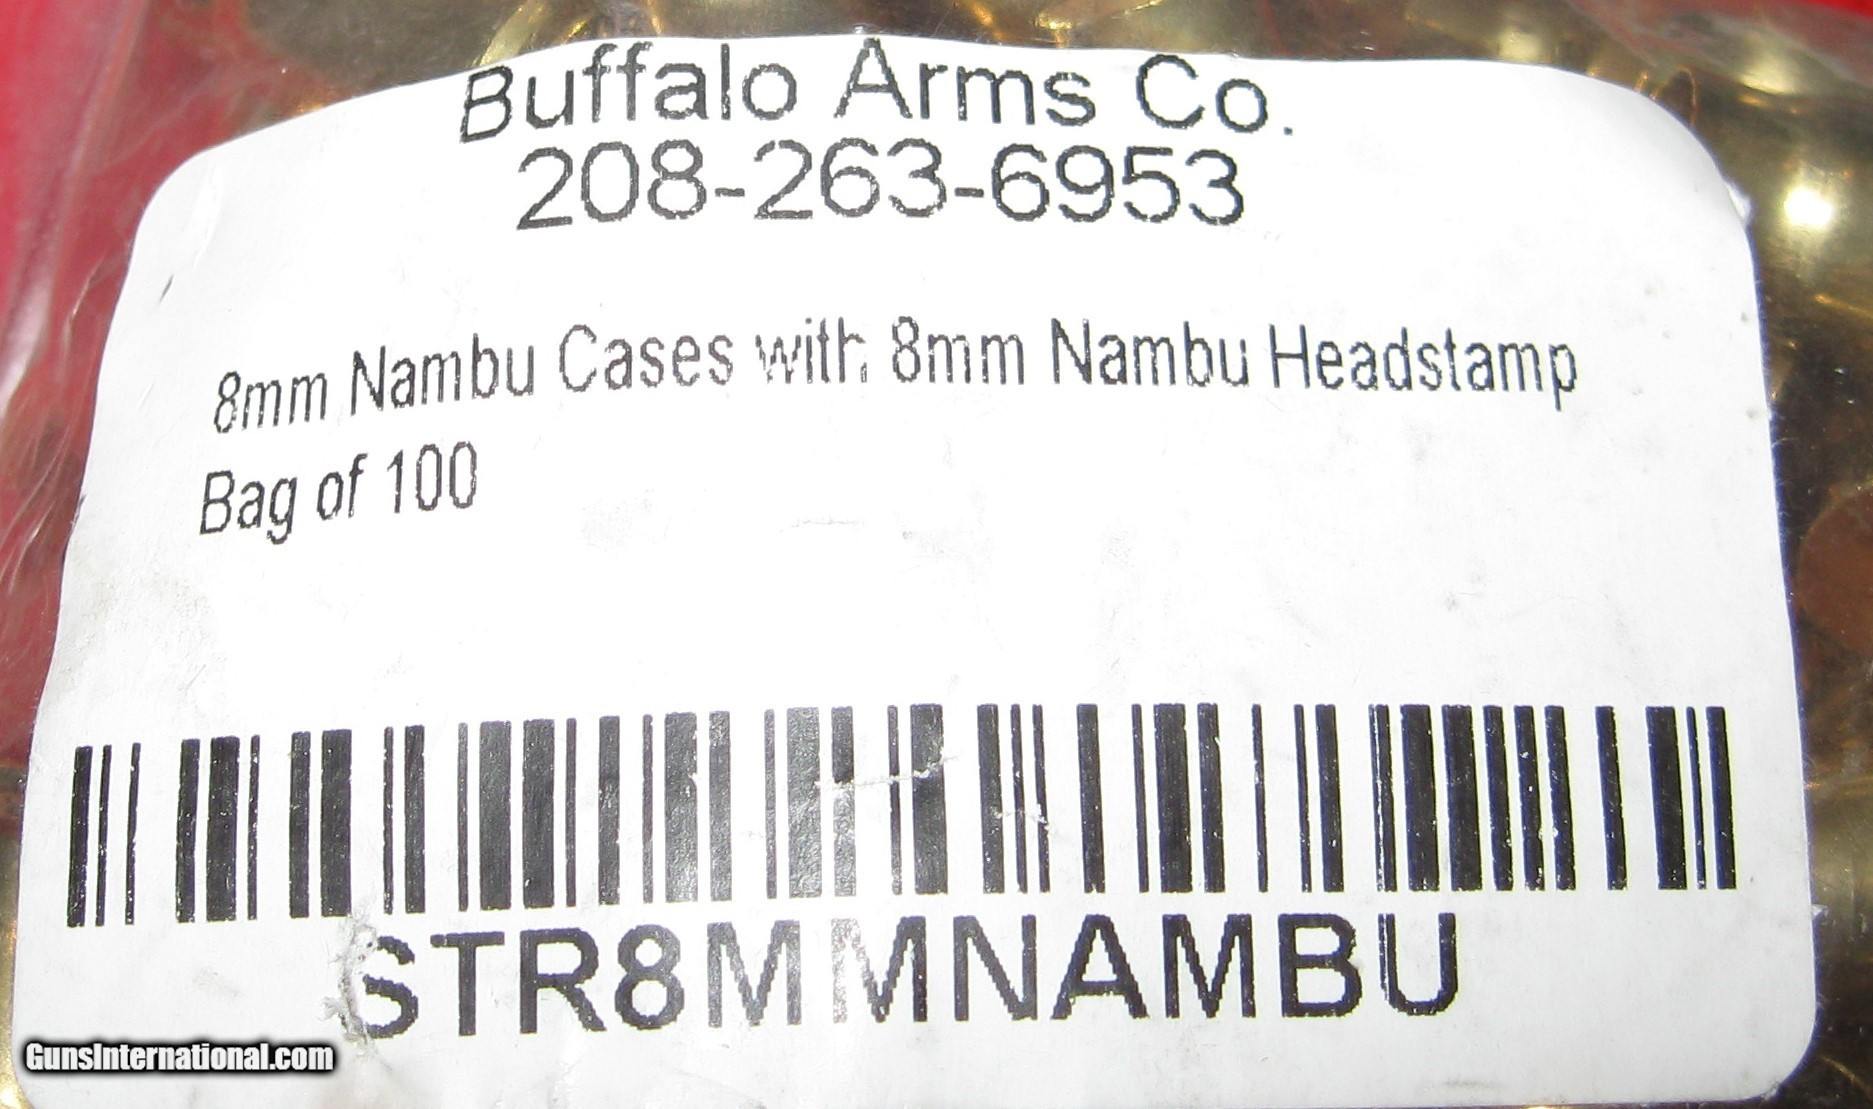 Buffalo Arms Co.
208-263-6953
8mm Nambu Cases with 8mm Nambu Headstamp
Bag of 100
STR8MMNAMBU
GunsInternational.com